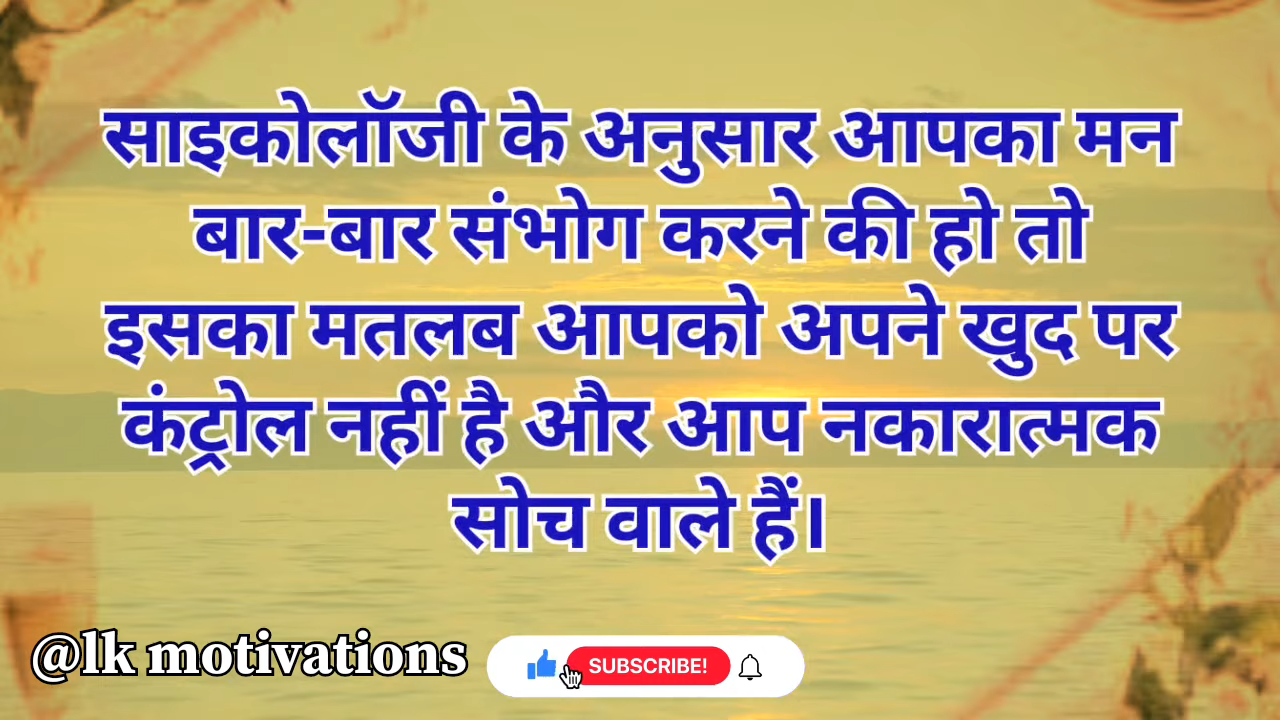 साइकोलॉजी के अनुसार आपका मन
बार-बार संभोग करने की हो तो
इसका मतलब आपको अपने खुद पर
कंट्रोल नहीं है और आप नकारात्मक
सोच वाले हैं।
@lk motivations
SUBSCRIBE!